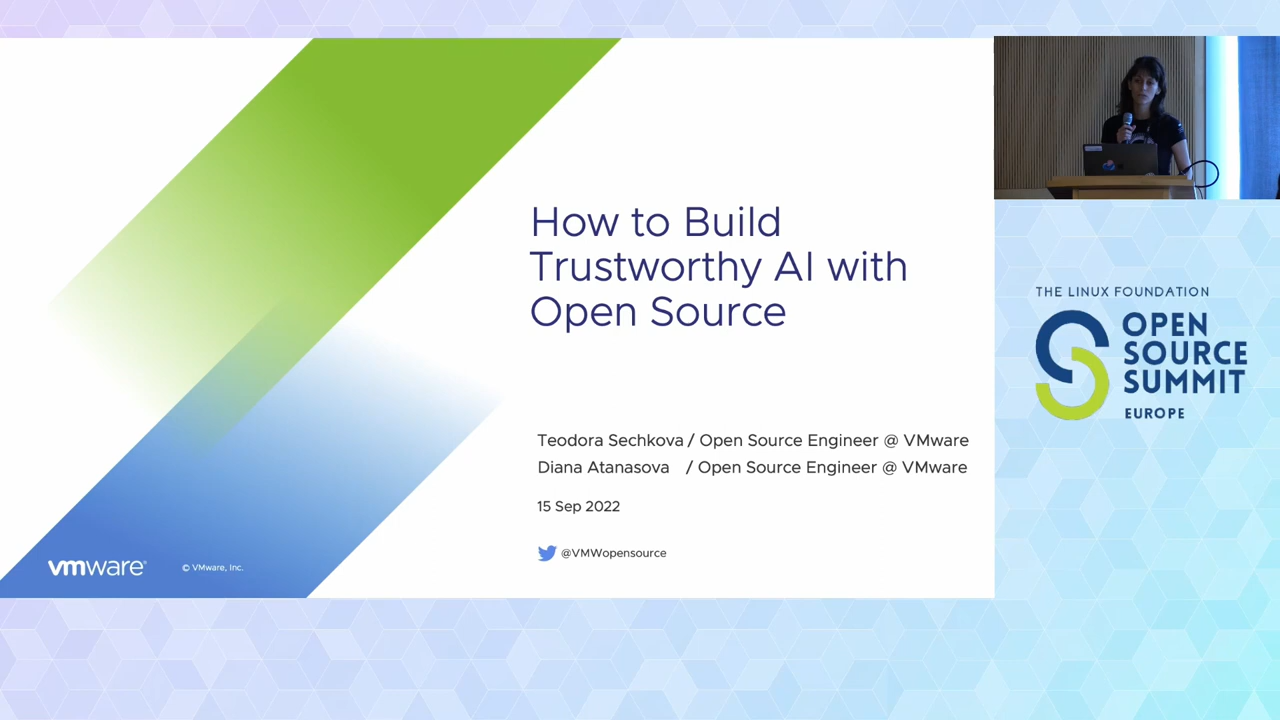 How to Build
Trustworthy AI with
Open Source
Teodora Sechkova / Open Source Engineer @ VMware
Diana Atanasova / Open Source Engineer @ VMware
15 Sep 2022
@VMWopensource
vmware®
© VMware, Inc.
THE LINUX FOUNDATION
OPEN
SOURCE
SUMMIT
EUROPE